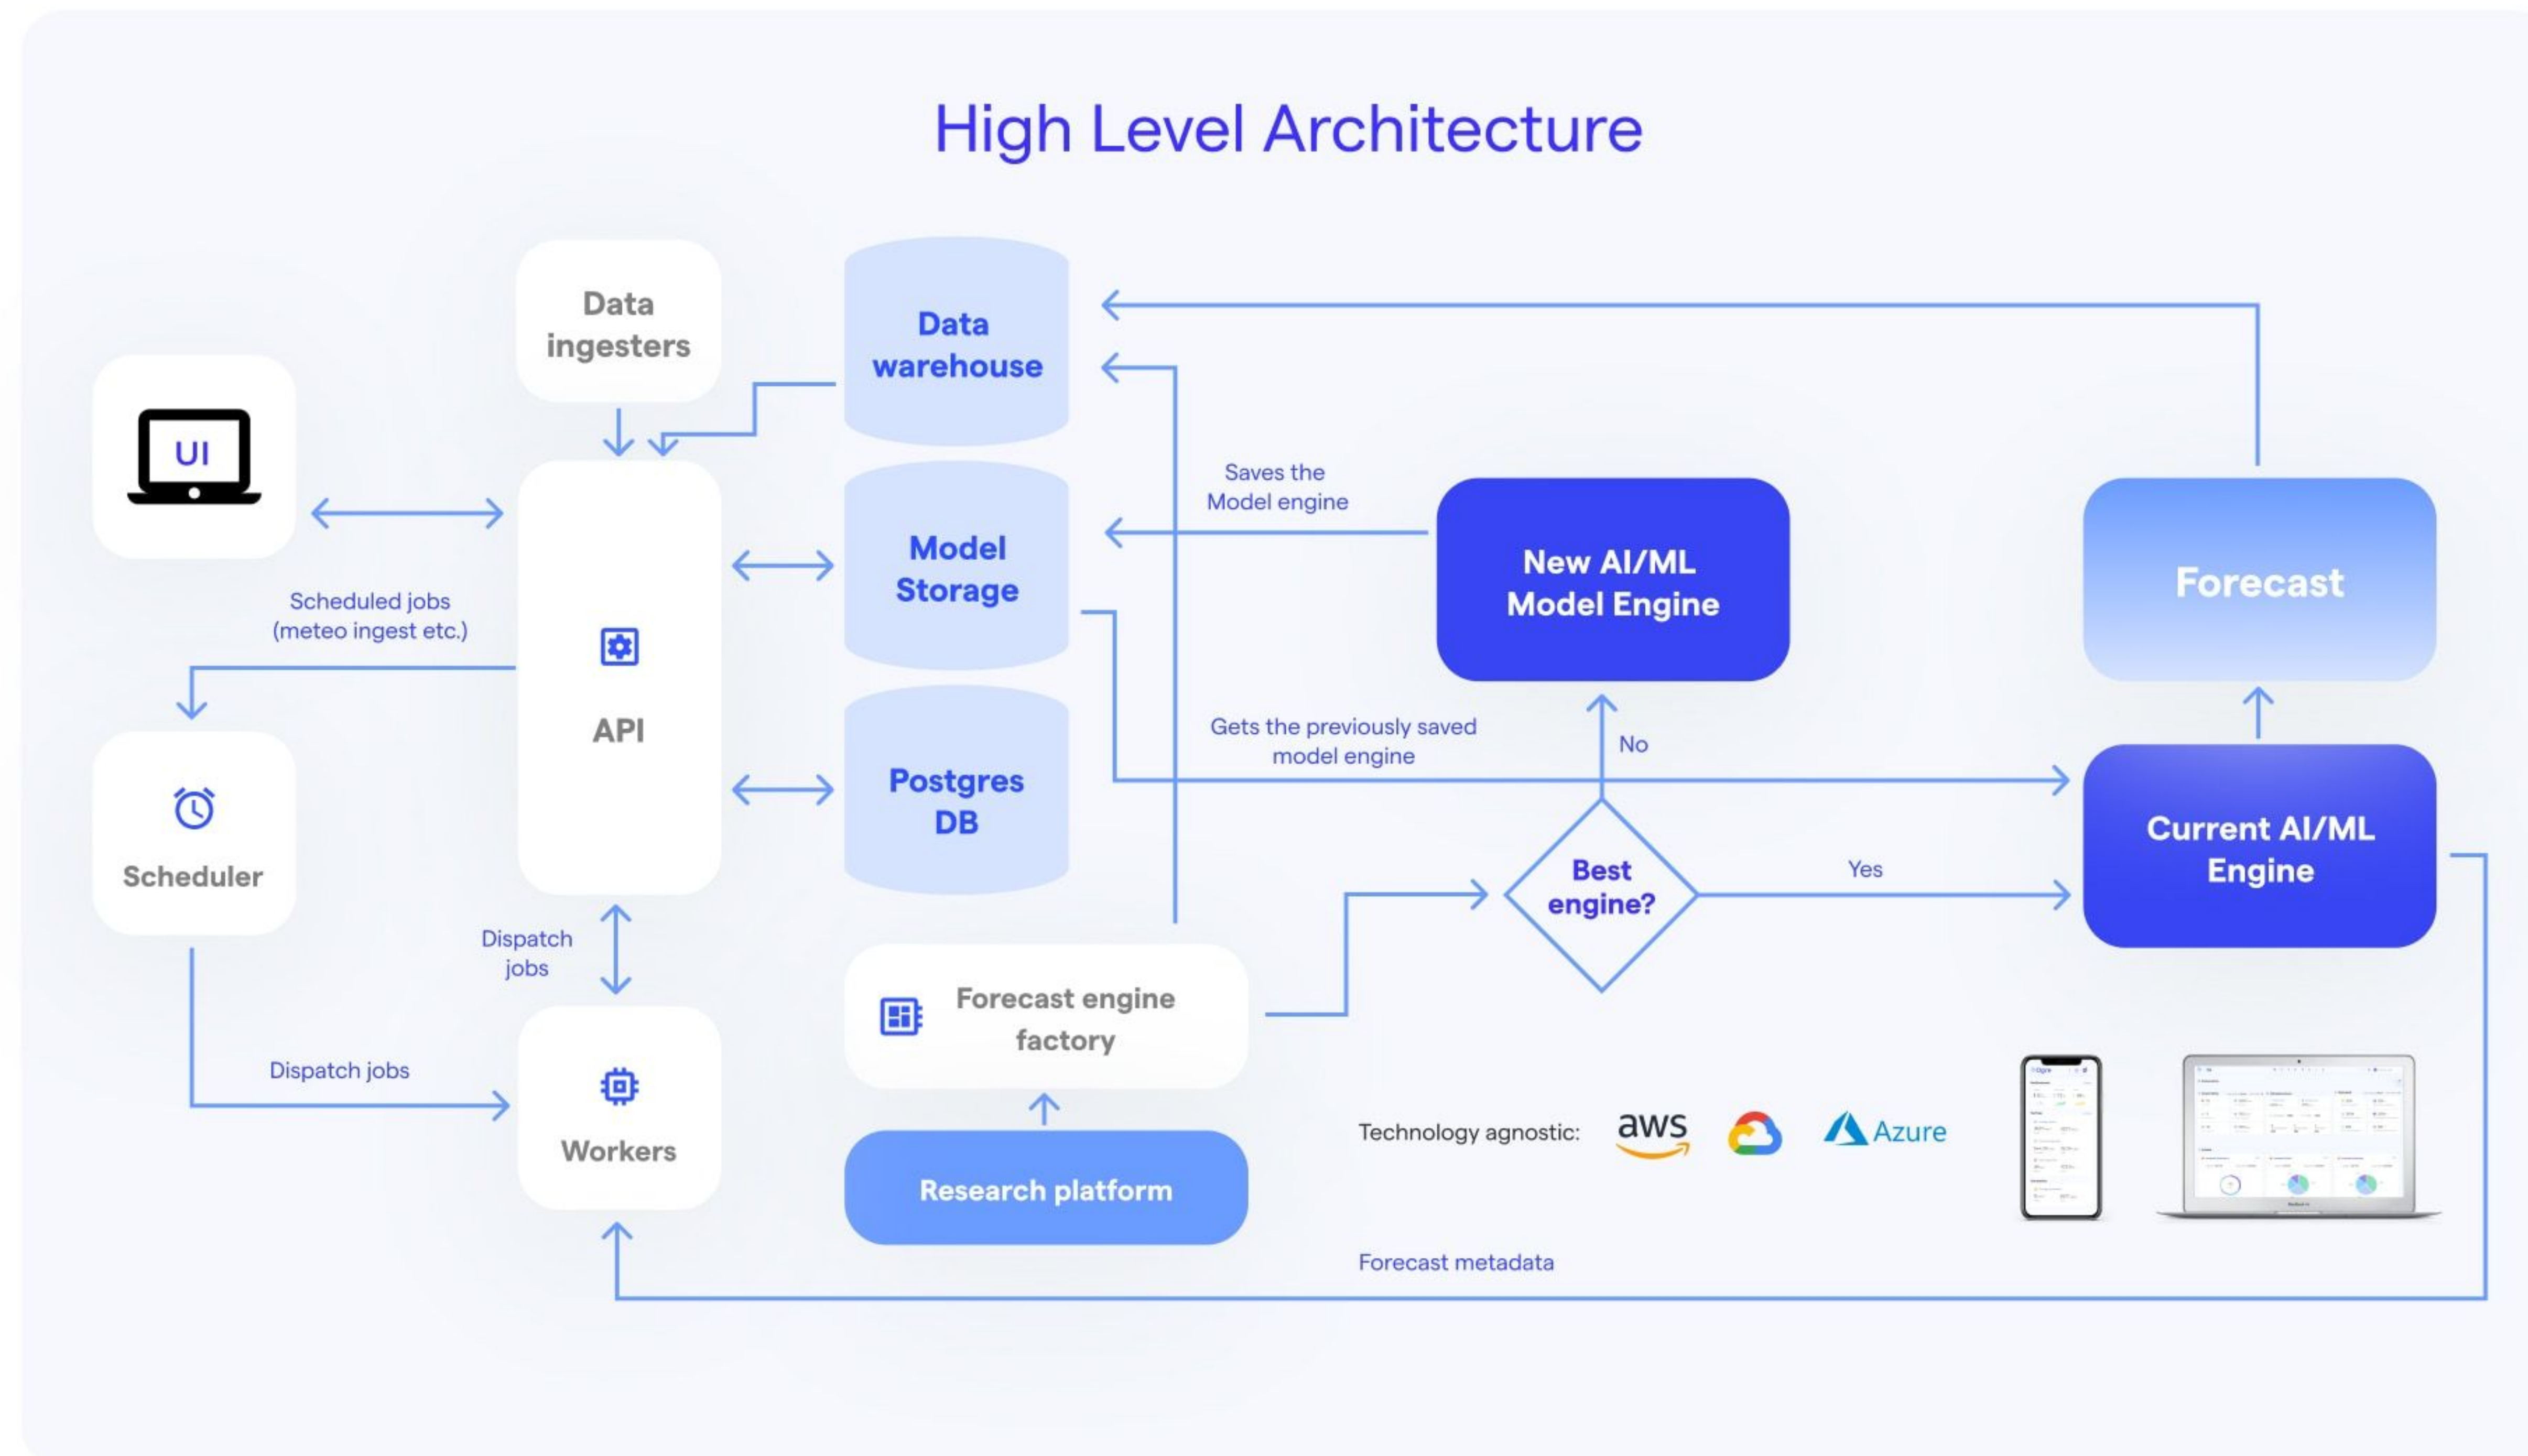 High Level Architecture
Data
ingesters
Data
warehouse
UI
Saves the
Model engine
Model
Storage
New AI/ML
Model Engine
Forecast
Scheduled jobs
(meteo ingest etc.)
API
Gets the previously saved
model engine
No
Postgres
DB
Current AI/ML
Engine
Scheduler
Best
engine?
Yes
Dispatch
jobs
Forecast engine
factory
Dispatch jobs
Workers
Technology agnostic:
aws
Azure
Research platform
Forecast metadata